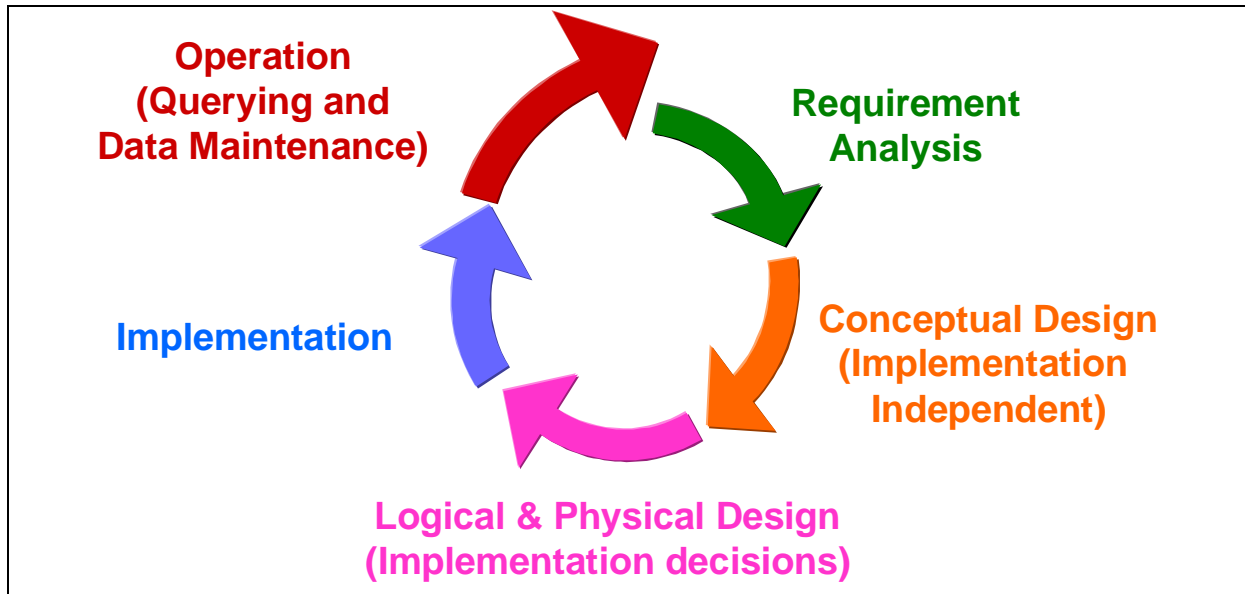 Operation
(Querying and
Data Maintenance)
Requirement
Analysis
Conceptual Design
(Implementation
Independent)
Logical & Physical Design
(Implementation decisions)
Implementation